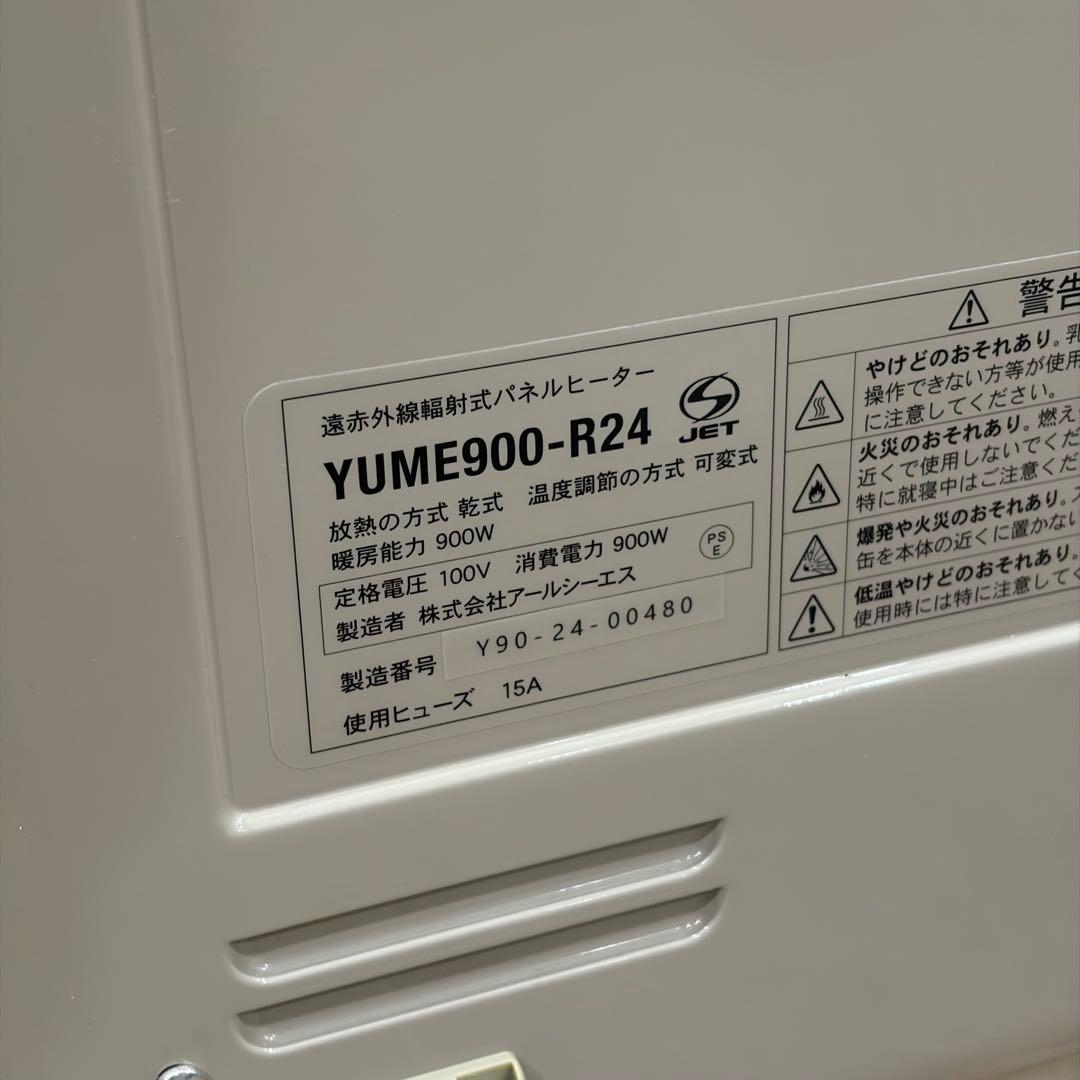 遠赤外線輻射式パネルヒーター
YUME900-R24
JET
放熱の方式 乾式 温度調節の方式 可変式
暖房能力 900W
定格電圧 100V 消費電力 900W
PS
E
製造者 株式会社アールシーエス
製造番号 Y90-24-00480
使用ヒューズ 15A
警告
やけどのおそれあり。乳
操作できない方等が使用
に注意してください。
火災のおそれあり。燃え
近くで使用しないでくだ
特に就寝中はご注意くだ
爆発や火災のおそれあり。ス
缶を本体の近くに置かない
低温やけどのおそれあり。
使用時には特に注意してく